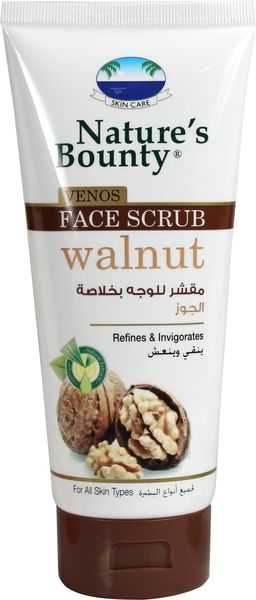 SKIN CARE
Nature's
Bounty®
VENOS
FACE SCRUB
walnut
مقشر للوجه بخلاصة
الجوز
Refines & Invigorates
ينقي وينعش
For All Skin Types لجميع أنواع البشرة